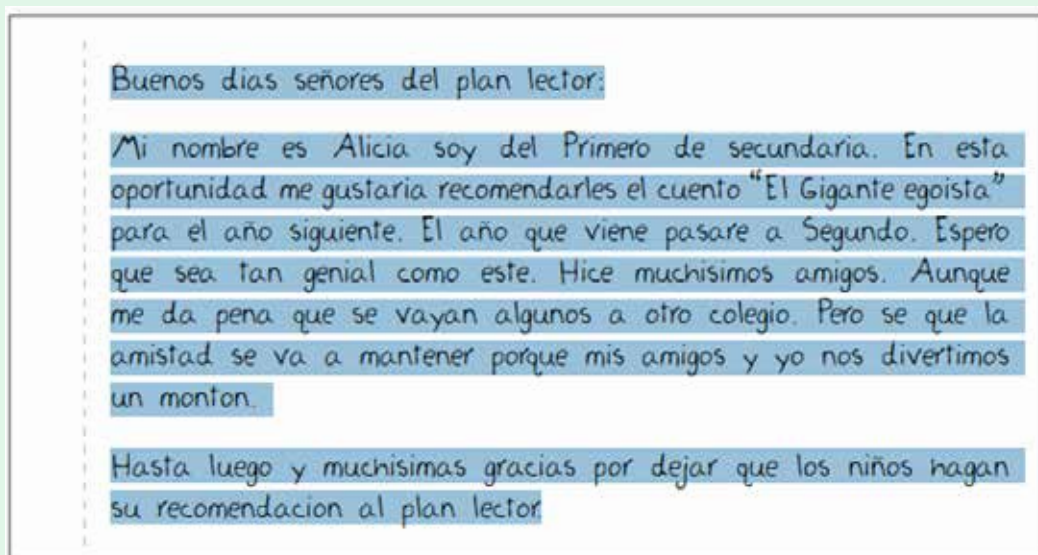 Buenos dias señores del plan lector:
Mi nombre es Alicia soy del Primero de secundaria. En esta
oportunidad me gustaria recomendarles el cuento "El Gigante egoista"
para el año siguiente. El año que viene pasare a Segundo. Espero
que sea tan genial como este. Hice muchisimos amigos. Aunque
me da pena que se vayan algunos a otro colegio. Pero se que la
amistad se va a mantener porque mis amigos y yo nos divertimos
un monton.
Hasta luego y muchisimas gracias por dejar que los niños hagan
su recomendacion al plan lector.